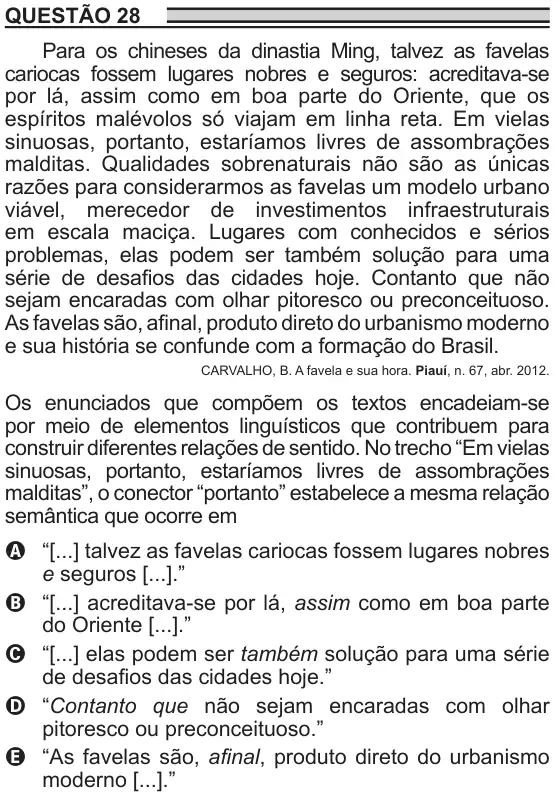 QUESTÃO 28
Para os chineses da dinastia Ming, talvez as favelas
cariocas fossem lugares nobres e seguros: acreditava-se
por lá, assim como em boa parte do Oriente, que os
espíritos malévolos só viajam em linha reta. Em vielas
sinuosas, portanto, estaríamos livres de assombrações
malditas. Qualidades sobrenaturais não são as únicas
razões para considerarmos as favelas um modelo urbano
viável, merecedor de investimentos infraestruturais
em escala maciça. Lugares com conhecidos e sérios
problemas, elas podem ser também solução para uma
série de desafios das cidades hoje. Contanto que não
sejam encaradas com olhar pitoresco ou preconceituoso.
As favelas são, afinal, produto direto do urbanismo moderno
e sua história se confunde com a formação do Brasil.
CARVALHO, B. A favela e sua hora. Piauí, n. 67, abr. 2012.
Os enunciados que compõem os textos encadeiam-se
por meio de elementos linguísticos que contribuem para
construir diferentes relações de sentido. No trecho “Em vielas
sinuosas, portanto, estaríamos livres de assombrações
malditas”, o conector “portanto” estabelece a mesma relação
semântica que ocorre em
A “[...] talvez as favelas cariocas fossem lugares nobres
e seguros [...].”
B “[...] acreditava-se por lá, assim como em boa parte
do Oriente [...].”
C “[...] elas podem ser também solução para uma série
de desafios das cidades hoje.”
D “Contanto que não sejam encaradas com olhar
pitoresco ou preconceituoso.”
E “As favelas são, afinal, produto direto do urbanismo
moderno [...].”